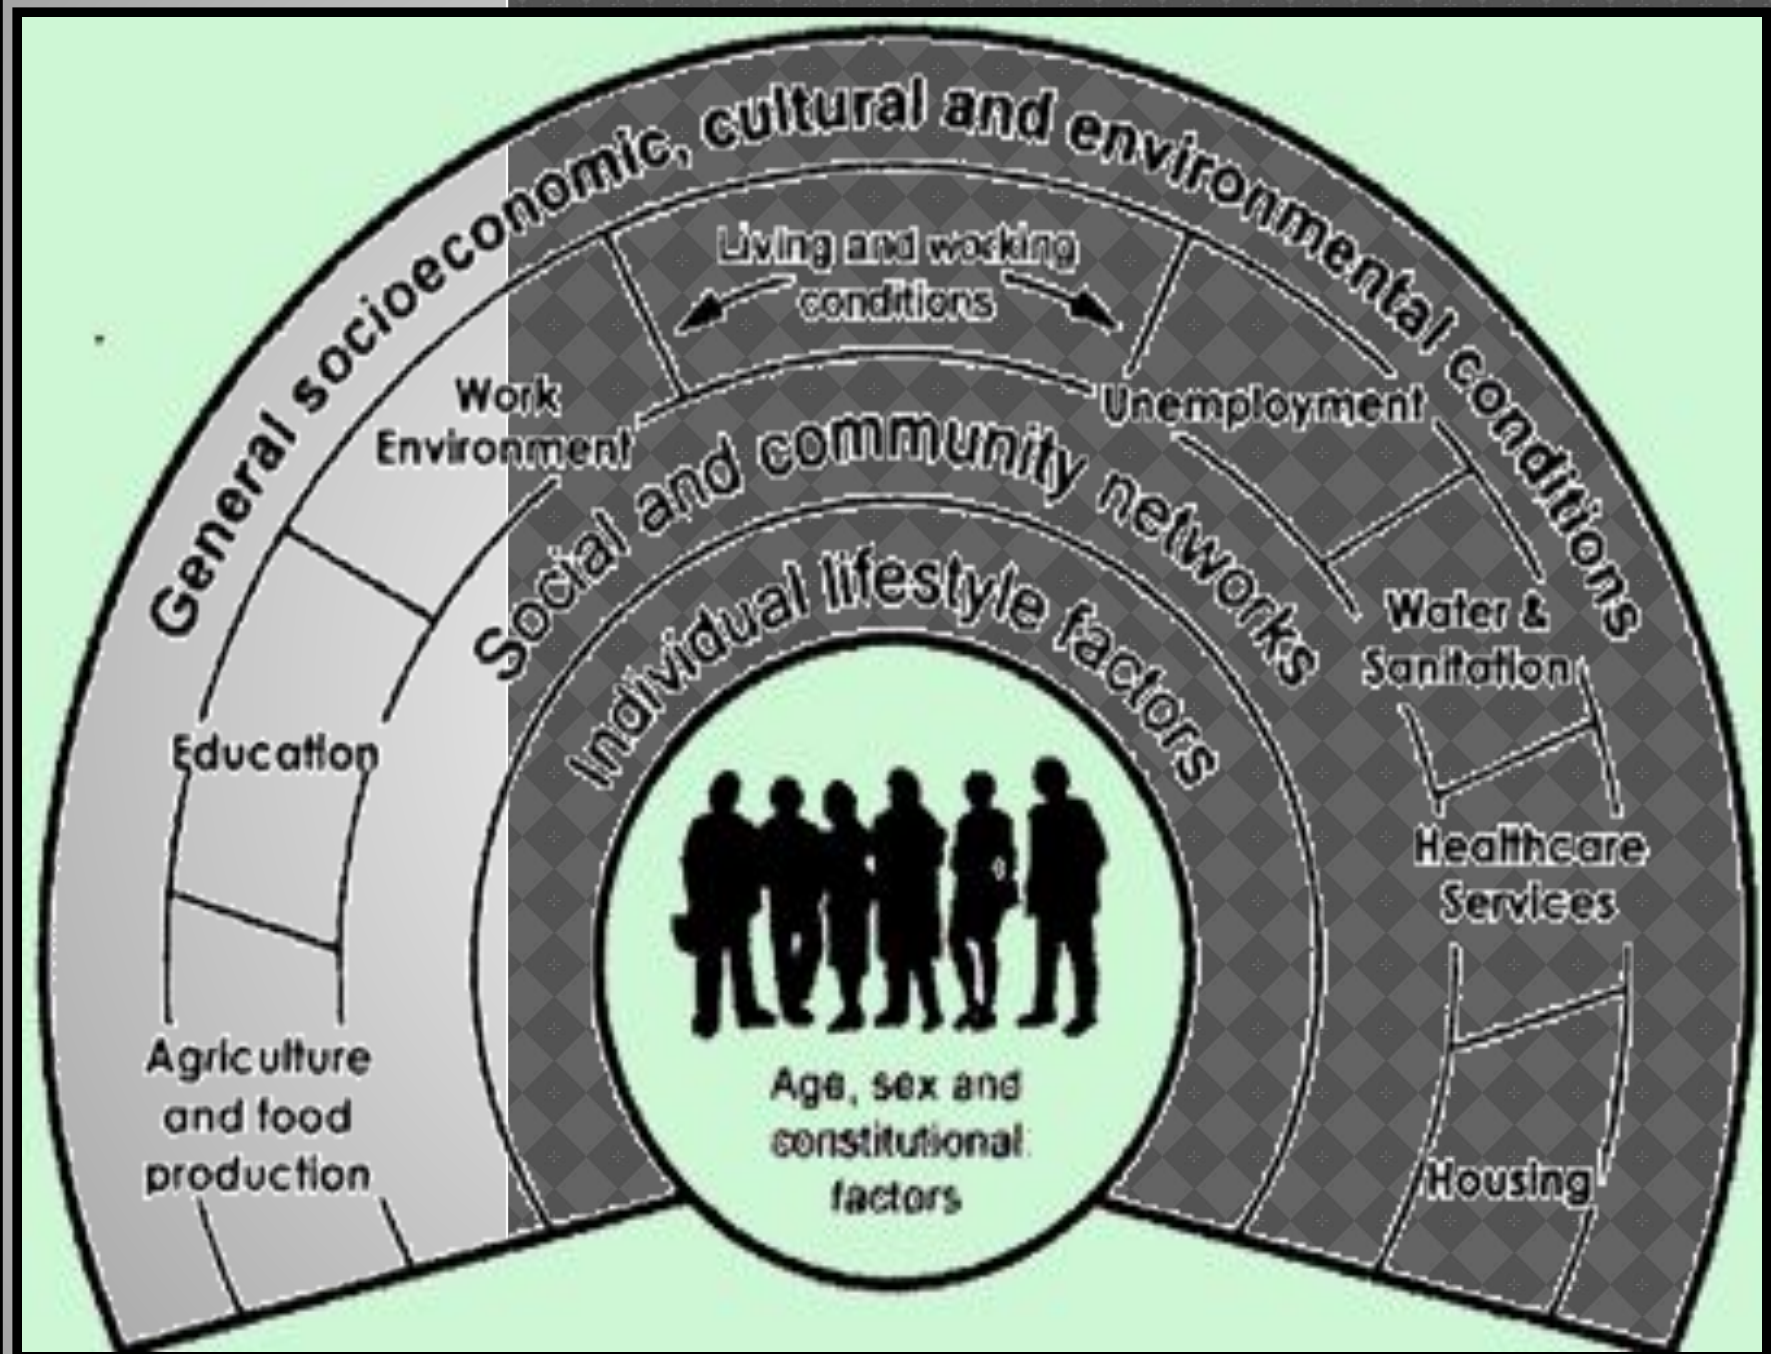 General socioeconomic, cultural and environmental conditions
Living and working
conditions
Work
Environment
Unemployment
Social and community networks
Individual lifestyle factors
Water &
Sanitation
Education
Healthcare
Services
Agriculture
and food
production
Age, sex and
constitutional
factors
Housing